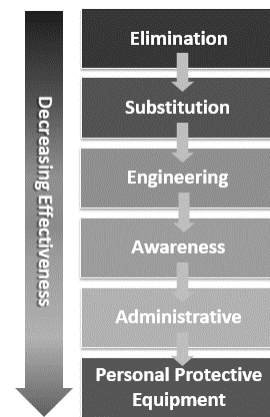 Decreasing Effectiveness
Elimination
Substitution
Engineering
Awareness
Administrative
Personal Protective
Equipment